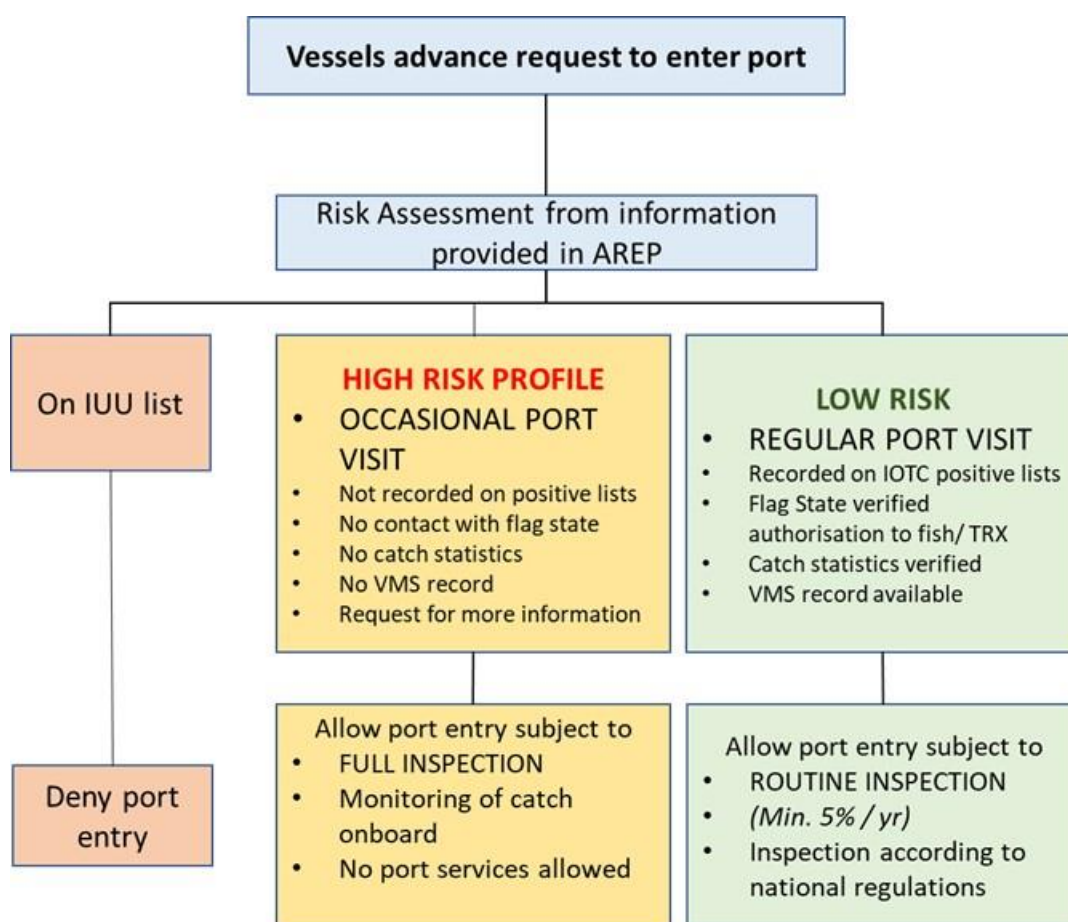 Vessels advance request to enter port
Risk Assessment from information
provided in AREP
On IUU list
HIGH RISK PROFILE
• OCCASIONAL PORT
VISIT
• Not recorded on positive lists
• No contact with flag state
• No catch statistics
• No VMS record
• Request for more information
LOW RISK
• REGULAR PORT VISIT
• Recorded on IOTC positive lists
• Flag State verified
authorisation to fish/ TRX
• Catch statistics verified
• VMS record available
Deny port
entry
Allow port entry subject to
• FULL INSPECTION
• Monitoring of catch
onboard
• No port services allowed
Allow port entry subject to
• ROUTINE INSPECTION
• (Min. 5% / yr)
• Inspection according to
national regulations